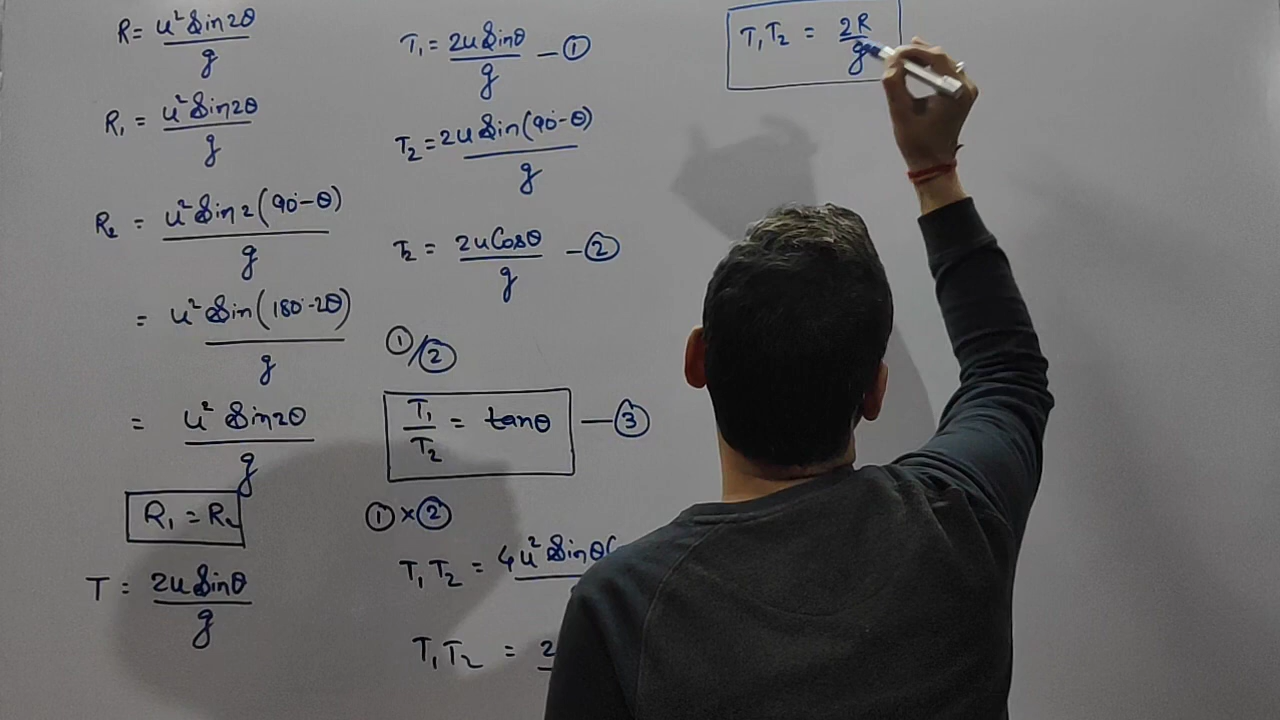 R = u² Sin2θ / g
R₁ = u² Sin2θ / g
R₂ = u² Sin2(90°-θ) / g
= u² Sin(180°-2θ) / g
= u² Sin2θ / g
R₁ = R₂
T = 2u Sinθ / g
T₁ = 2u Sinθ / g — ①
T₂ = 2u Sin(90°-θ) / g
T₂ = 2u Cosθ / g — ②
①/②
T₁ / T₂ = tanθ — ③
① × ②
T₁T₂ = 4u² Sinθ
T₁T₂ = 2
T₁T₂ = 2R / g